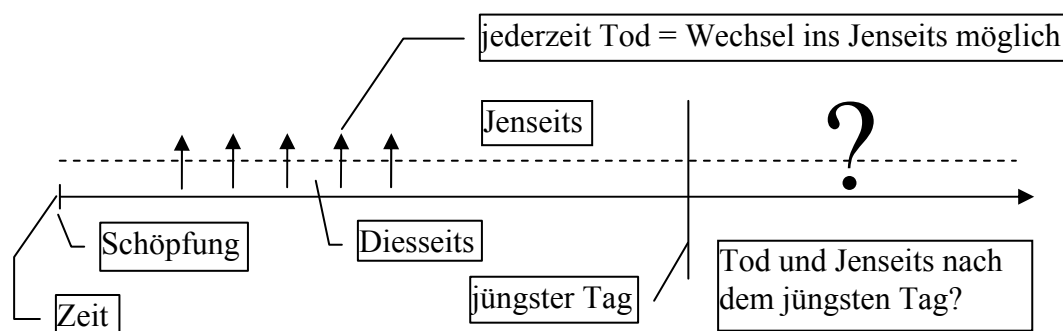 jederzeit Tod = Wechsel ins Jenseits möglich
Jenseits
?
Schöpfung
Diesseits
jüngster Tag
Tod und Jenseits nach
dem jüngsten Tag?
Zeit